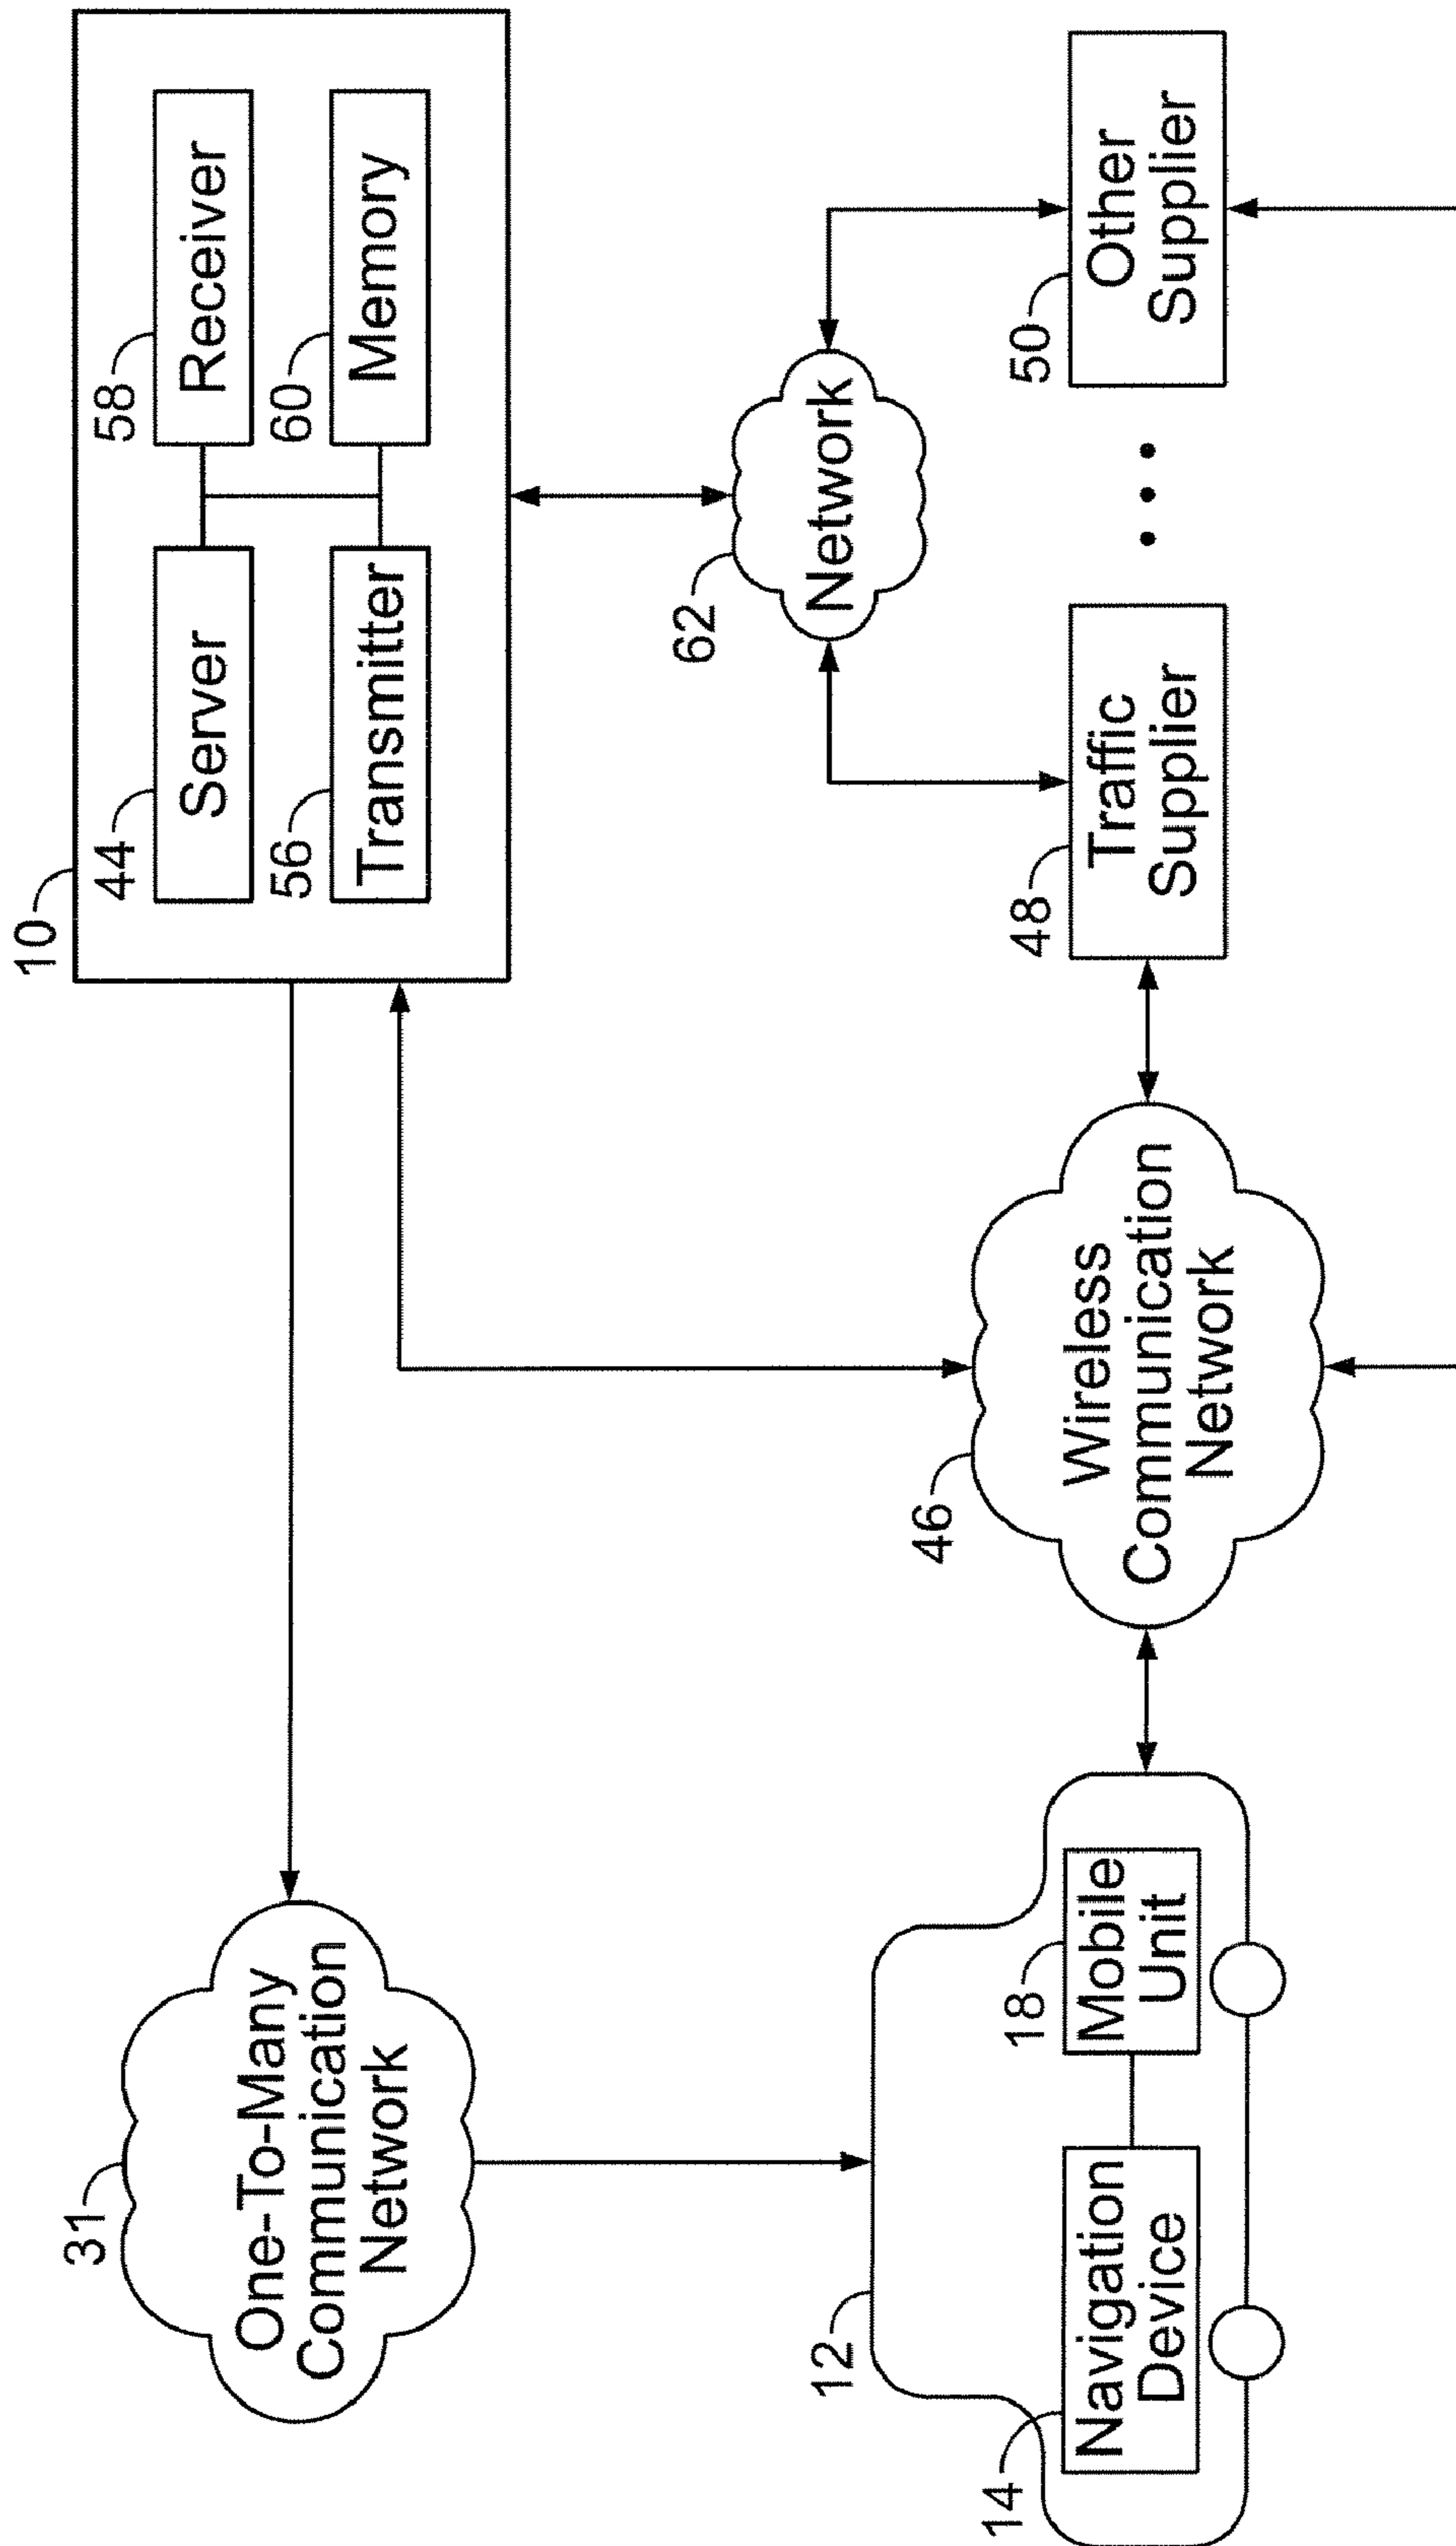 10
44
Server
58
Receiver
56
Transmitter
60
Memory
31
One-To-Many
Communication
Network
62
Network
12
14
Navigation
Device
18
Mobile
Unit
46
Wireless
Communication
Network
48
Traffic
Supplier
50
Other
Supplier